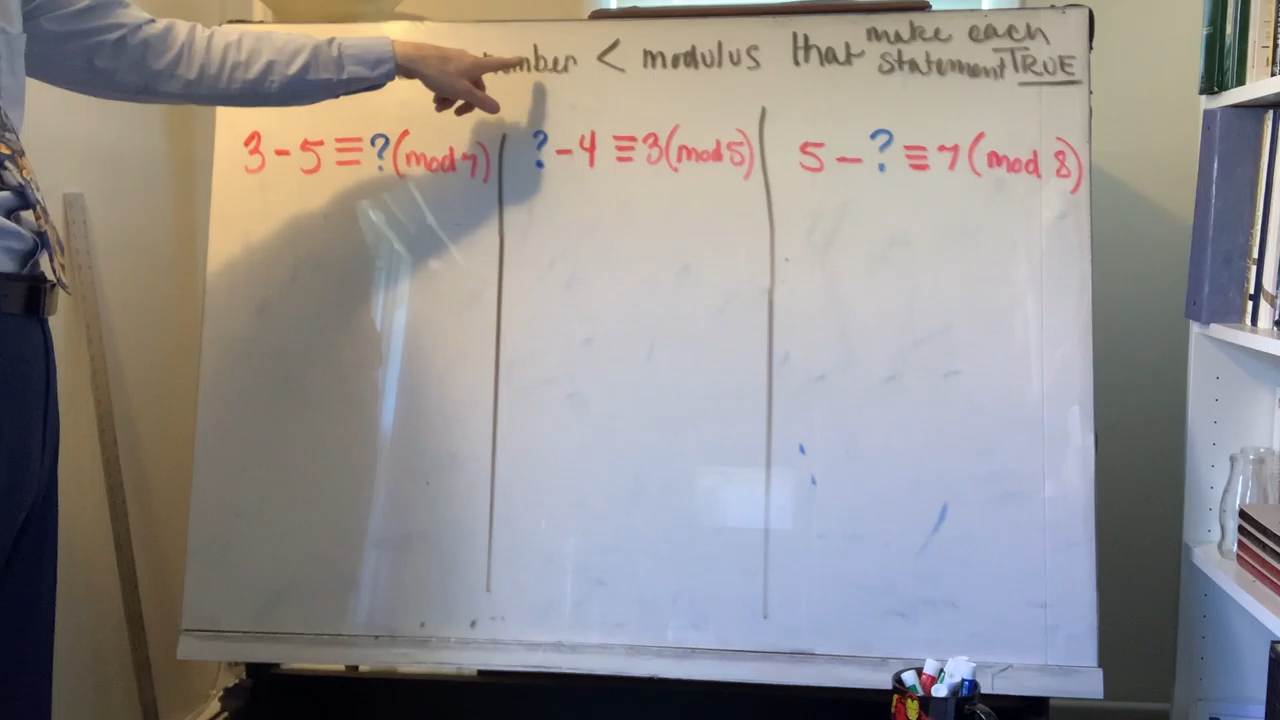 number < modulus that make each
statement TRUE
3 - 5 ≡ ? (mod 7)
? - 4 ≡ 3 (mod 5)
5 - ? ≡ 7 (mod 8)